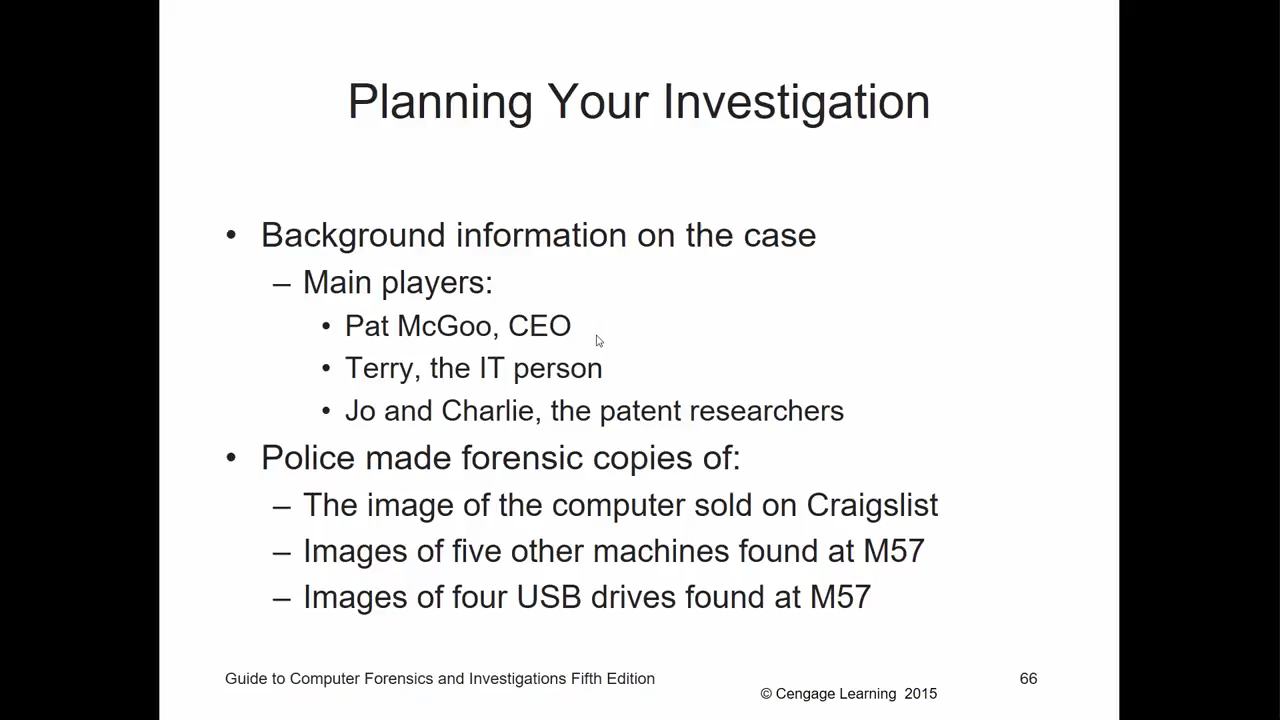 Planning Your Investigation
• Background information on the case
– Main players:
• Pat McGoo, CEO
• Terry, the IT person
• Jo and Charlie, the patent researchers
• Police made forensic copies of:
– The image of the computer sold on Craigslist
– Images of five other machines found at M57
– Images of four USB drives found at M57
Guide to Computer Forensics and Investigations Fifth Edition
66
© Cengage Learning 2015